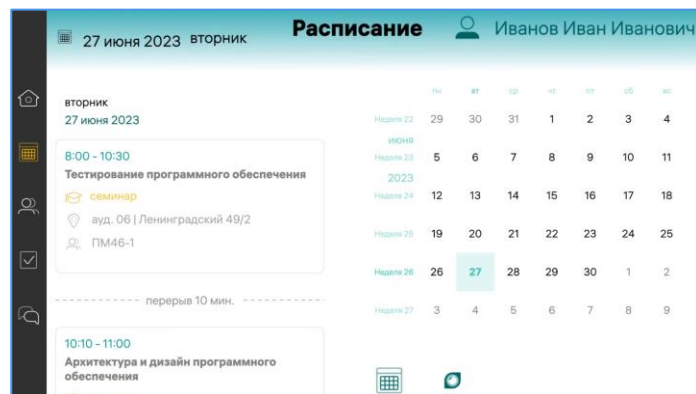 27 июня 2023 вторник
Расписание
Иванов Иван Иванович
вторник
27 июня 2023
8:00 - 10:30
Тестирование программного обеспечения
семинар
ауд. 06 | Ленинградский 49/2
ПМ46-1
перерыв 10 мин.
10:10 - 11:00
Архитектура и дизайн программного
обеспечения
пн вт ср чт пт сб вс
Неделя 22 29 30 31 1 2 3 4
июня
Неделя 23 5 6 7 8 9 10 11
2023
Неделя 24 12 13 14 15 16 17 18
Неделя 25 19 20 21 22 23 24 25
Неделя 26 26 27 28 29 30 1 2
Неделя 27 3 4 5 6 7 8 9